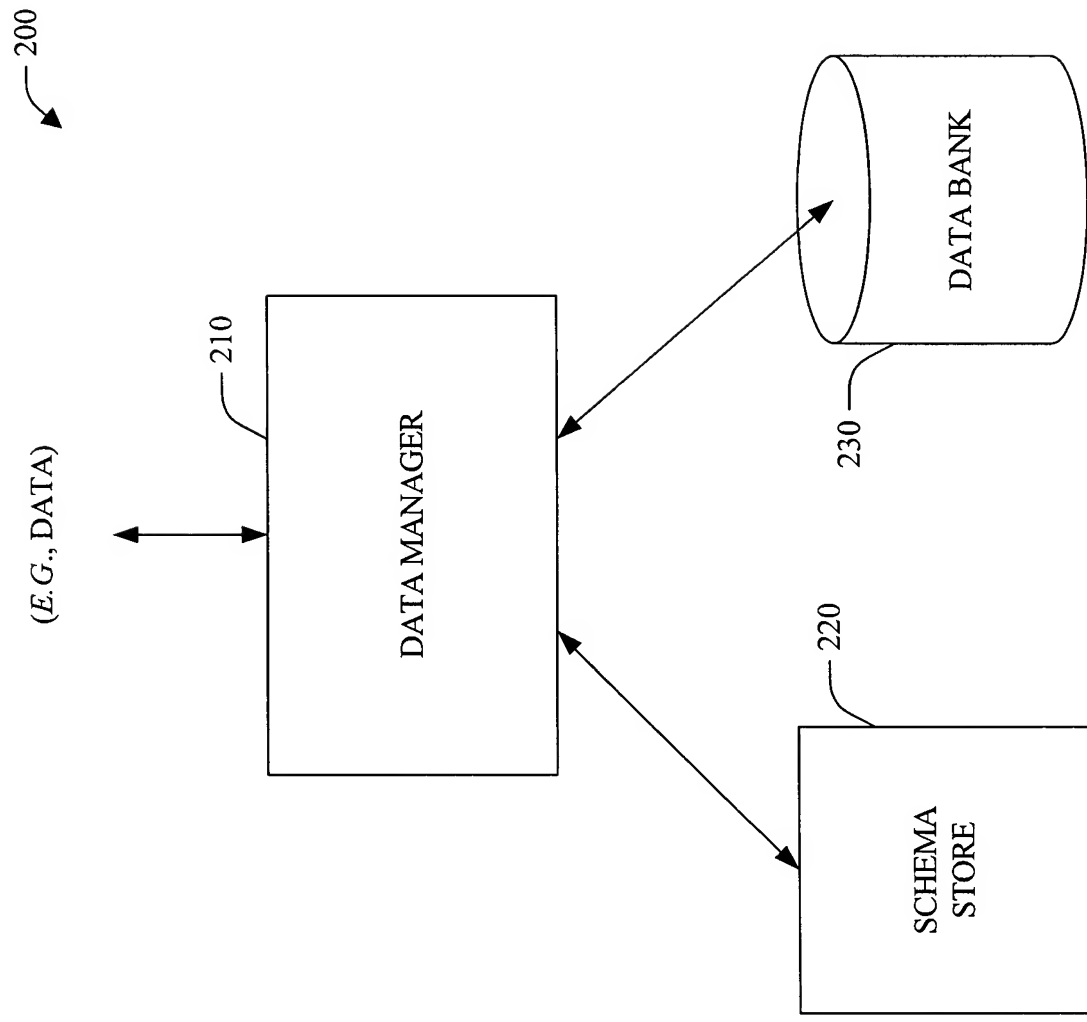 200
(E.G., DATA)
210
DATA MANAGER
220
SCHEMA
STORE
230
DATA BANK